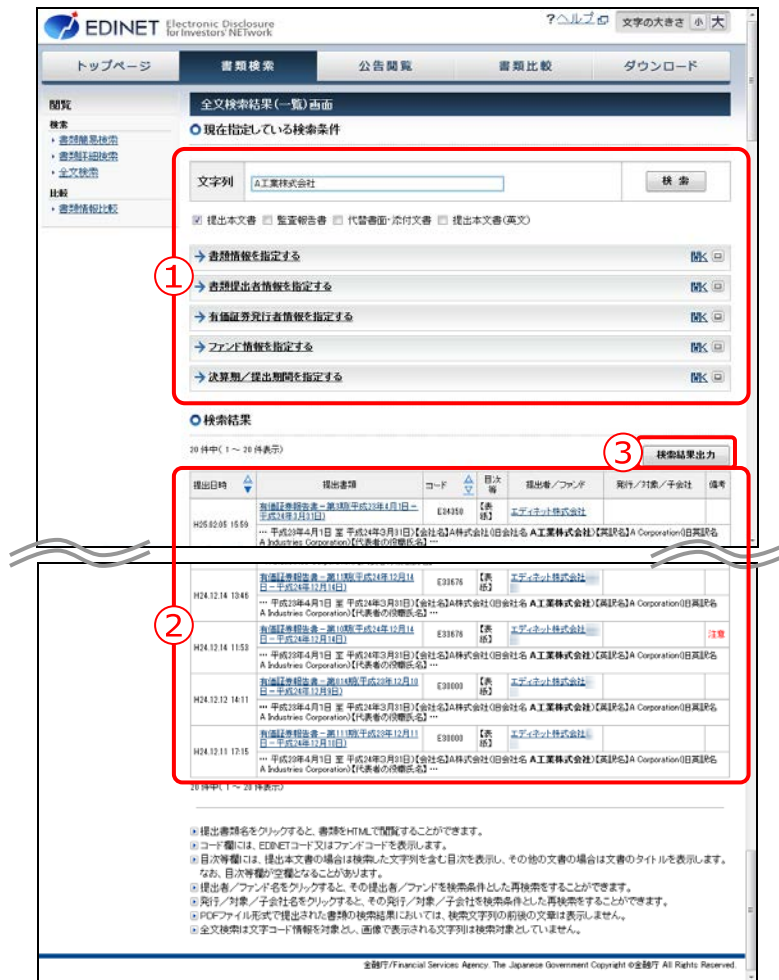 EDINET Electronic Disclosure for Investors' NETwork
?ヘルプ 文字の大きさ 小 大
トップページ 書類検索 公告閲覧 書類比較 ダウンロード
閲覧
検索
書類簡易検索
書類詳細検索
全文検索
比較
書類情報比較
全文検索結果(一覧)画面
現在指定している検索条件
①
文字列 A工業株式会社 検索
提出本文書 監査報告書 代替書面・添付文書 提出本文書(英文)
書類情報を指定する 開く
書類提出者情報を指定する 開く
有価証券発行者情報を指定する 開く
ファンド情報を指定する 開く
決算期/提出期間を指定する 開く
検索結果
20 件中( 1 ~ 20 件表示)
③ 検索結果出力
提出日時 提出書類 コード 目次等 提出者/ファンド 発行/対象/子会社 備考
有価証券報告書-第3期(平成23年4月1日-
平成24年3月31日)
E34350 【表紙】 エディネット株式会社
H25.02.05 15:59
… 平成23年4月1日 至 平成24年3月31日)【会社名】A株式会社(旧会社名 A工業株式会社)【英訳名】A Corporation(旧英訳名
A Industries Corporation)【代表者の役職氏名】 …
②
有価証券報告書-第11期(平成24年12月14
日-平成24年12月14日)
E33676 【表紙】 エディネット株式会社
H24.12.14 13:46
… 平成23年4月1日 至 平成24年3月31日)【会社名】A株式会社(旧会社名 A工業株式会社)【英訳名】A Corporation(旧英訳名
A Industries Corporation)【代表者の役職氏名】 …
有価証券報告書-第10期(平成24年12月14
日-平成24年12月14日)
E33676 【表紙】 エディネット株式会社 注意
H24.12.14 11:53
… 平成23年4月1日 至 平成24年3月31日)【会社名】A株式会社(旧会社名 A工業株式会社)【英訳名】A Corporation(旧英訳名
A Industries Corporation)【代表者の役職氏名】 …
E30000 【表紙】 エディネット株式会社
H24.12.12 14:11
… 平成23年4月1日 至 平成24年3月31日)【会社名】A株式会社(旧会社名 A工業株式会社)【英訳名】A Corporation(旧英訳名
A Industries Corporation)【代表者の役職氏名】 …
有価証券報告書-第111期(平成23年12月11
日-平成24年12月10日)
E30000 【表紙】 エディネット株式会社
H24.12.11 17:15
… 平成23年4月1日 至 平成24年3月31日)【会社名】A株式会社(旧会社名 A工業株式会社)【英訳名】A Corporation(旧英訳名
A Industries Corporation)【代表者の役職氏名】 …
20 件中( 1 ~ 20 件表示)
提出書類名をクリックすると、書類をHTMLで閲覧することができます。
コード欄には、EDINETコード又はファンドコードを表示します。
目次等欄には、提出本文書の場合は検索した文字列を含む目次を表示し、その他の文書の場合は文書のタイトルを表示します。
なお、目次等欄が空欄となることがあります。
提出者/ファンド名をクリックすると、その提出者/ファンドを検索条件とした再検索をすることができます。
発行/対象/子会社名をクリックすると、その発行/対象/子会社を検索条件とした再検索をすることができます。
PDFファイル形式で提出された書類の検索結果においては、検索文字列の前後の文章は表示しません。
全文検索は文字コード情報を対象とし、画像で表示される文字列は検索対象としていません。
金融庁/Financial Services Agency. The Japanese Government Copyright ©金融庁 All Rights Reserved.